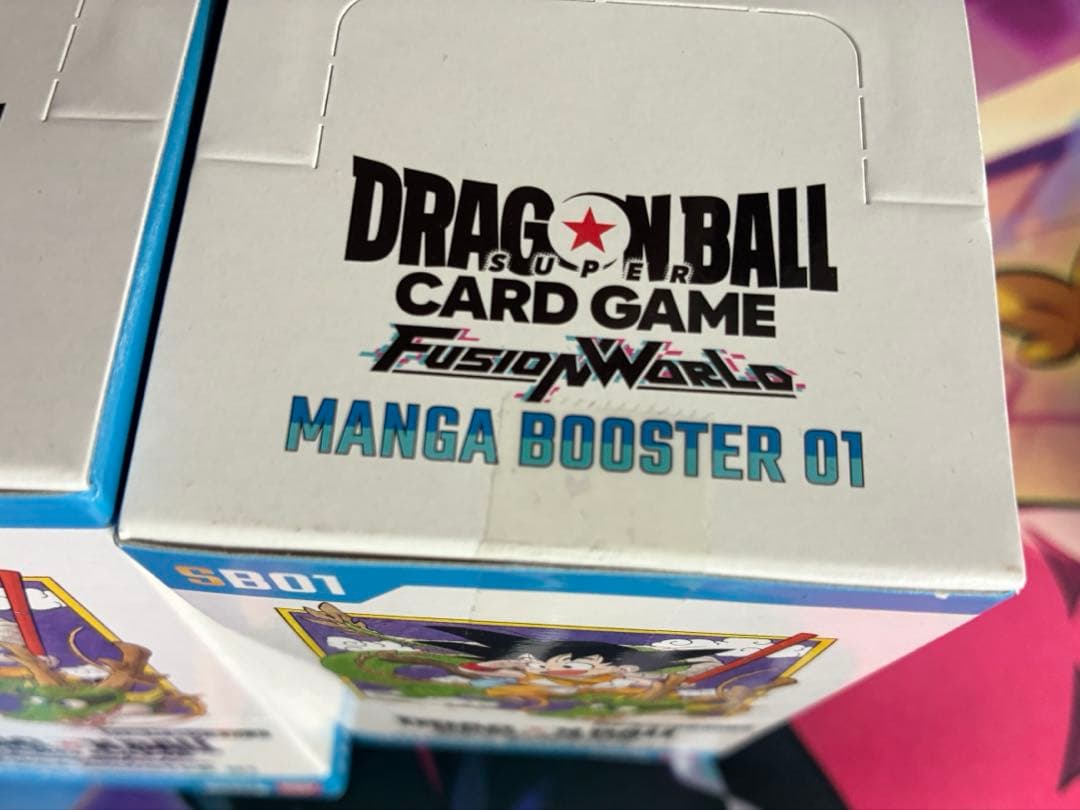 DRAGON BALL
SUPER
CARD GAME
FUSION WORLD
MANGA BOOSTER 01
SB01